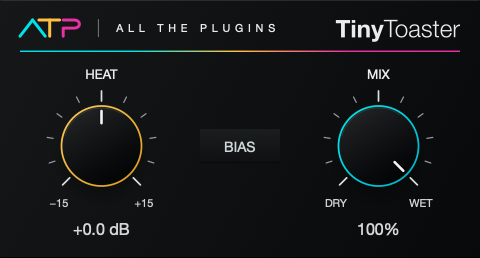 ATP | ALL THE PLUGINS
TinyToaster
HEAT
MIX
BIAS
−15
+15
DRY
WET
+0.0 dB
100%